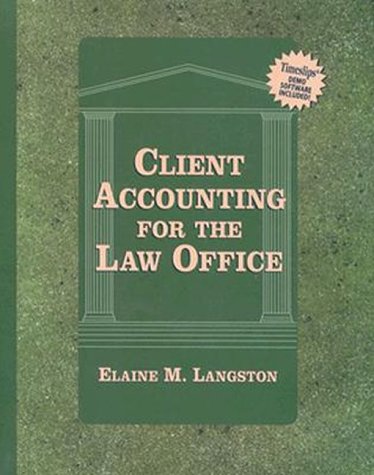 Timeslips®
DEMO
SOFTWARE
INCLUDED!
CLIENT
ACCOUNTING
FOR THE
LAW OFFICE
ELAINE M. LANGSTON